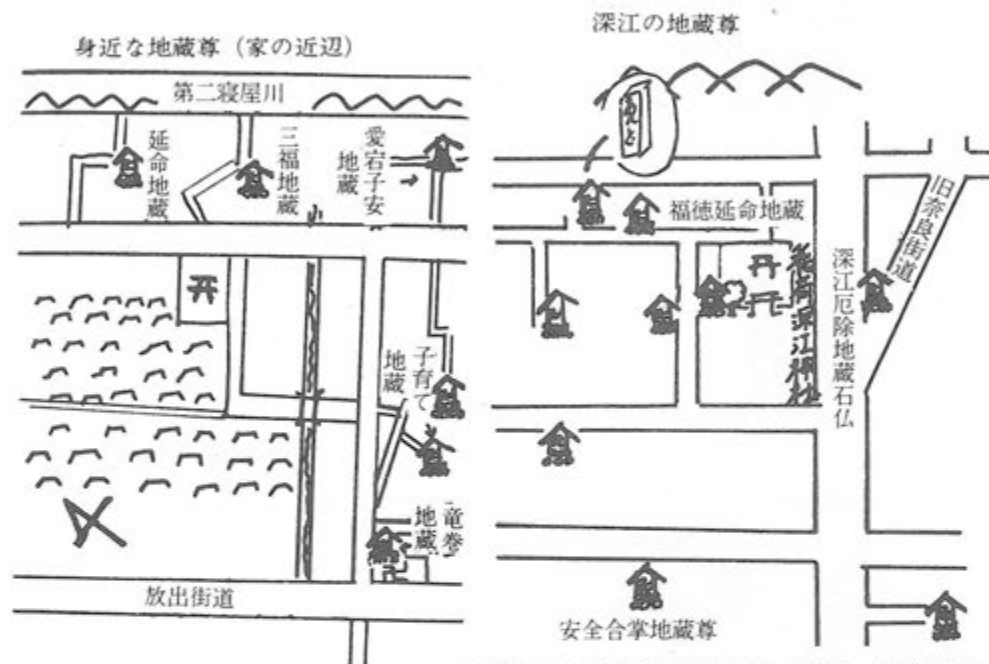 身近な地蔵尊（家の近辺）
第二寝屋川
延命地蔵
三福地蔵
愛宕子安
地蔵
子育て
地蔵
竜巻
地蔵
放出街道
深江の地蔵尊
福徳延命地蔵
旧奈良街道
深江厄除地蔵石仏
稲荷深江神社
安全合掌地蔵尊